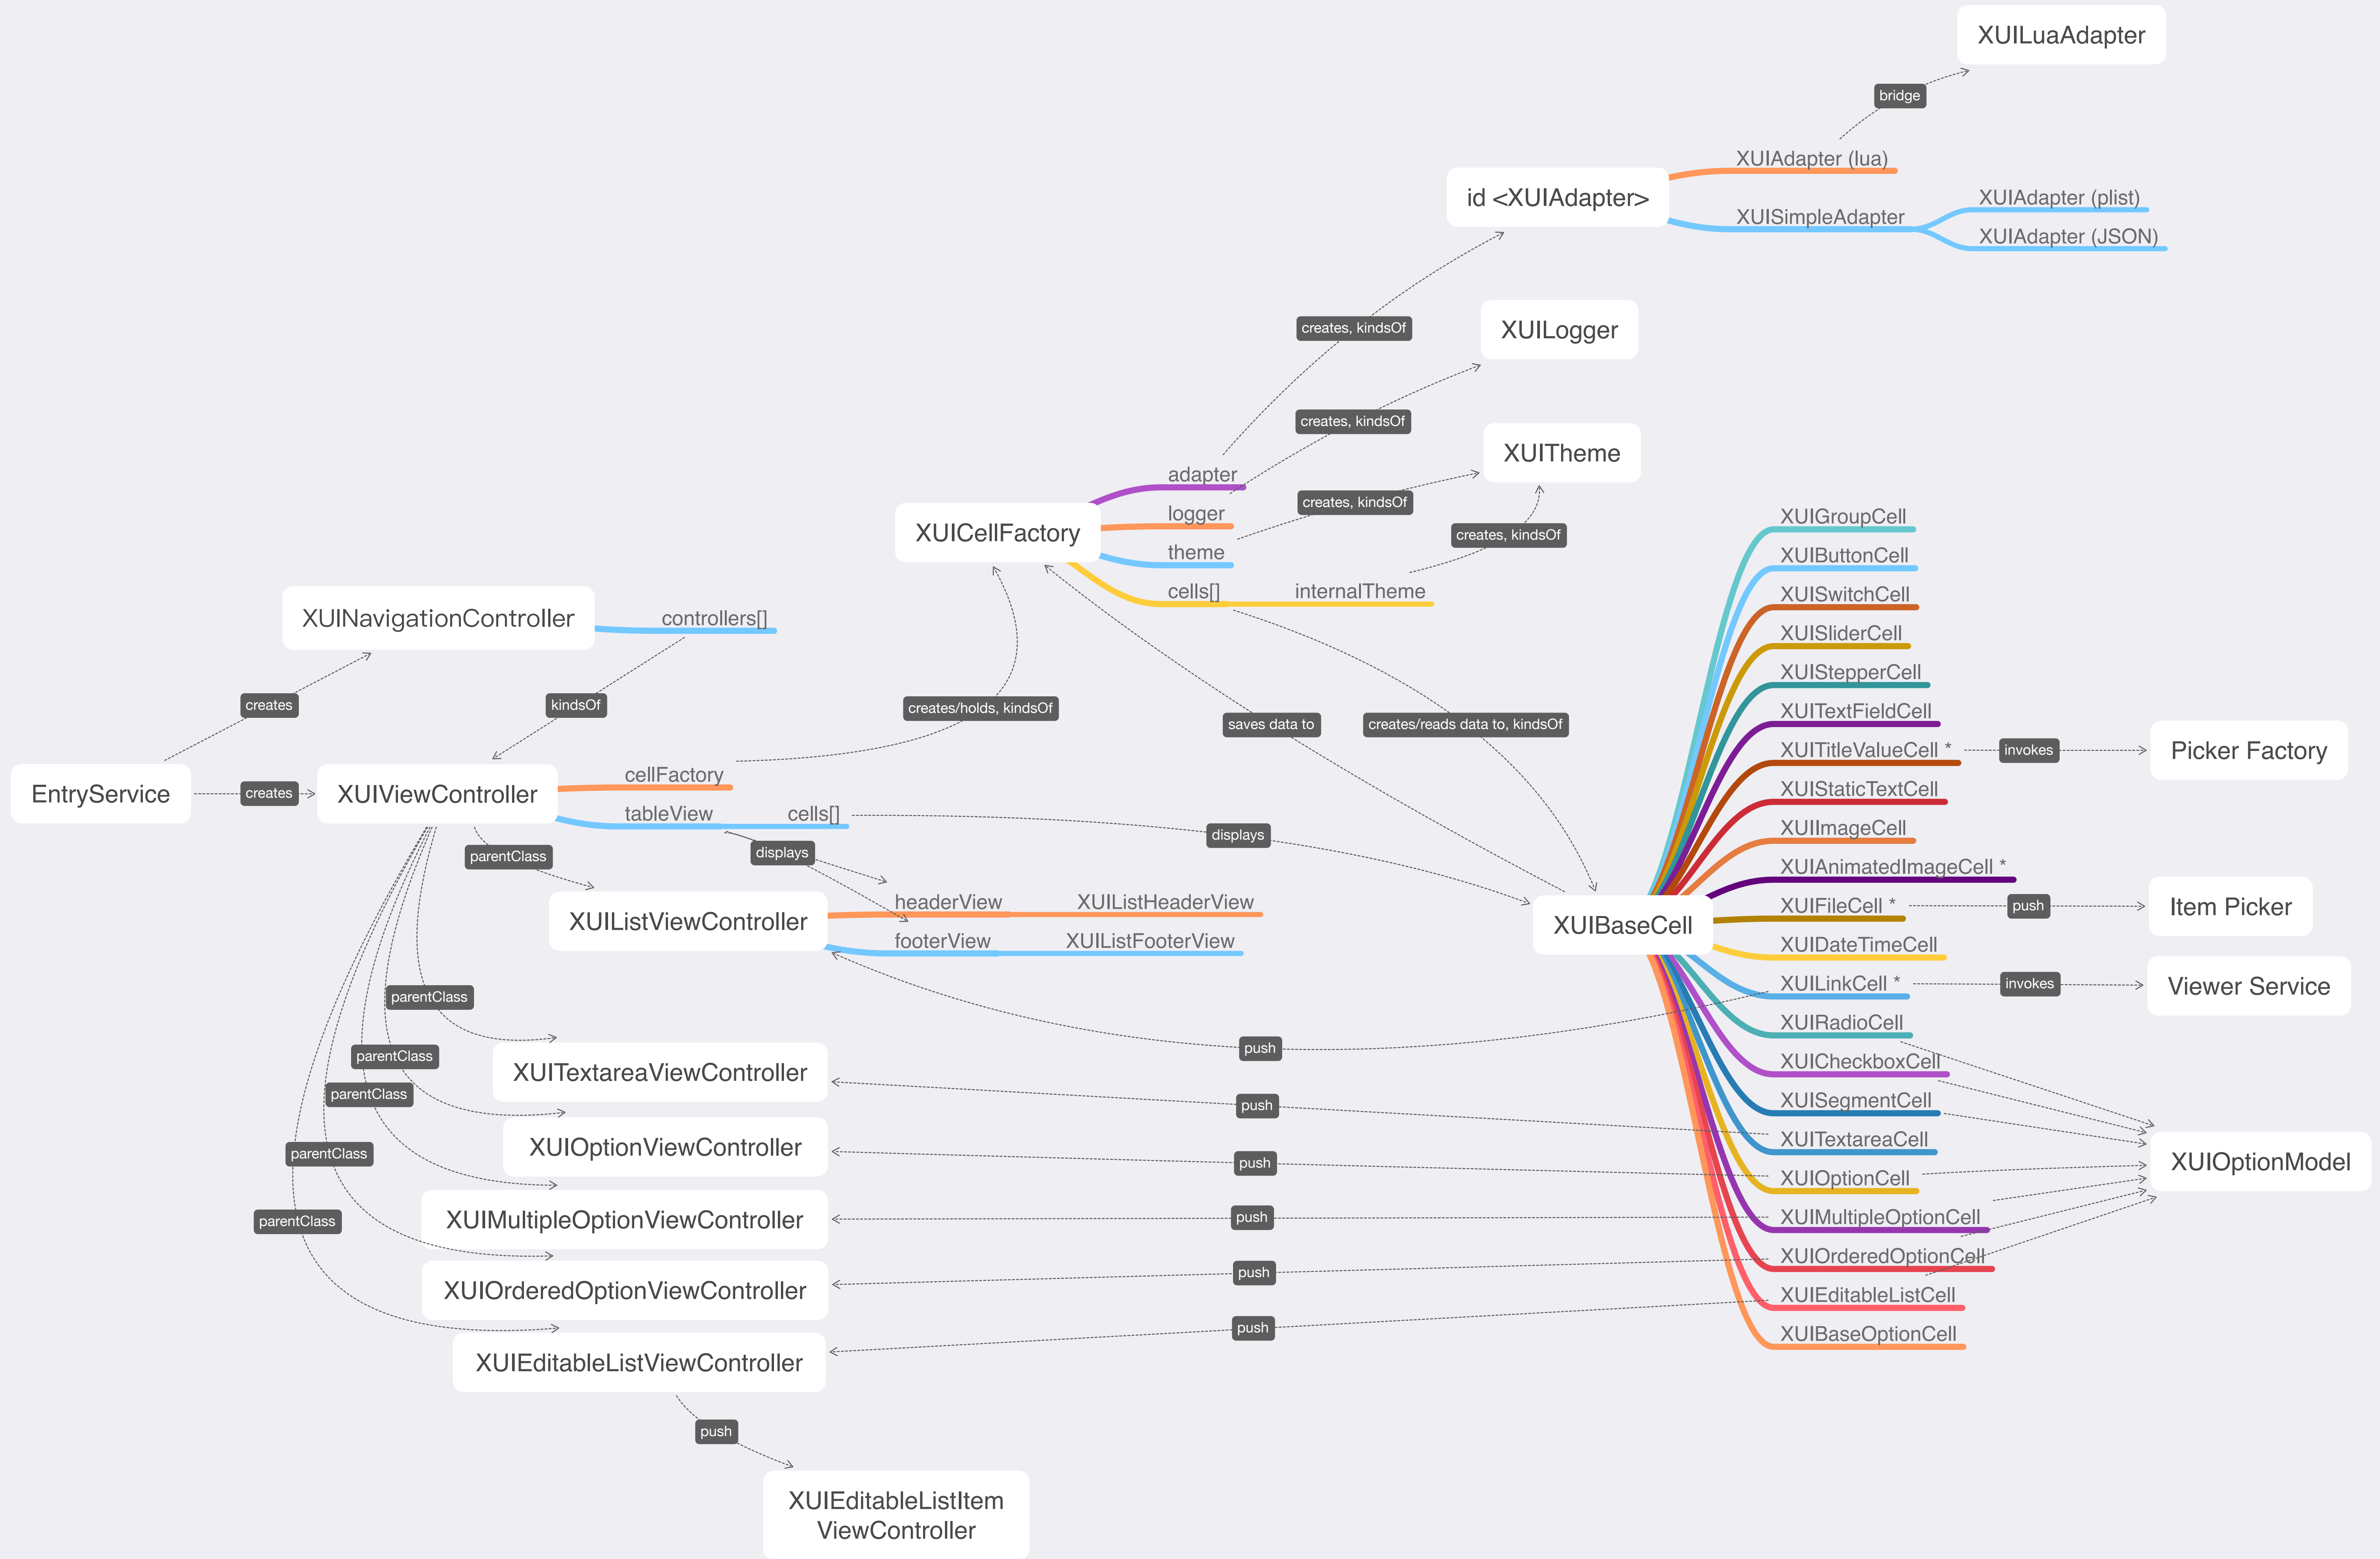 XUILuaAdapter
bridge
XUIAdapter (lua)
id <XUIAdapter>
XUISimpleAdapter
XUIAdapter (plist)
XUIAdapter (JSON)
creates, kindsOf
XUILogger
creates, kindsOf
XUITheme
adapter
creates, kindsOf
XUICellFactory
logger
creates, kindsOf
theme
cells[]
internalTheme
XUINavigationController
controllers[]
creates
kindsOf
creates/holds, kindsOf
saves data to
creates/reads data to, kindsOf
EntryService
creates
XUIViewController
cellFactory
tableView
cells[]
displays
displays
parentClass
XUIListViewController
headerView
XUIListHeaderView
footerView
XUIListFooterView
XUIBaseCell
XUIGroupCell
XUIButtonCell
XUISwitchCell
XUISliderCell
XUIStepperCell
XUITextFieldCell
XUITitleValueCell *
invokes
Picker Factory
XUIStaticTextCell
XUIImageCell
XUIAnimatedImageCell *
XUIFileCell *
push
Item Picker
XUIDateTimeCell
XUILinkCell *
invokes
Viewer Service
XUIRadioCell
XUICheckboxCell
XUISegmentCell
XUITextareaCell
XUIOptionCell
XUIMultipleOptionCell
XUIOrderedOptionCell
XUIEditableListCell
XUIBaseOptionCell
XUIOptionModel
parentClass
push
parentClass
XUITextareaViewController
parentClass
push
parentClass
XUIOptionViewController
push
parentClass
XUIMultipleOptionViewController
push
XUIOrderedOptionViewController
push
XUIEditableListViewController
push
push
XUIEditableListItem
ViewController